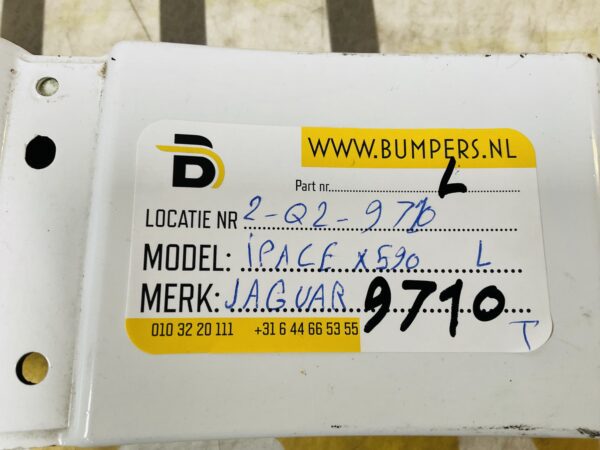 WWW.BUMPERS.NL
Part nr. L
LOCATIE NR 2-Q2-9710
MODEL: iPACE X590 L
MERK: JAGUAR 9710
010 32 20 111 +31 6 44 66 53 55 T